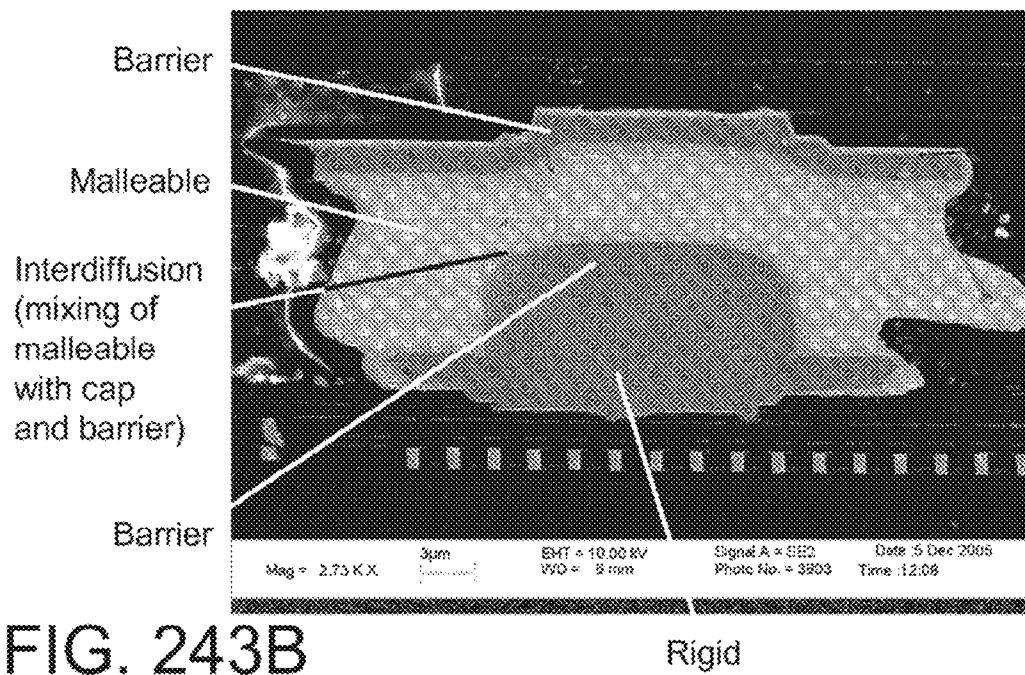 Barrier
Malleable
Interdiffusion
(mixing of
malleable
with cap
and barrier)
Barrier
Mag = 2.73 K X
3µm
EHT = 10.00 kV
WD = 9 mm
Signal A = SE2
Photo No. = 3903
Date :5 Dec 2005
Time :12:08
FIG. 243B
Rigid